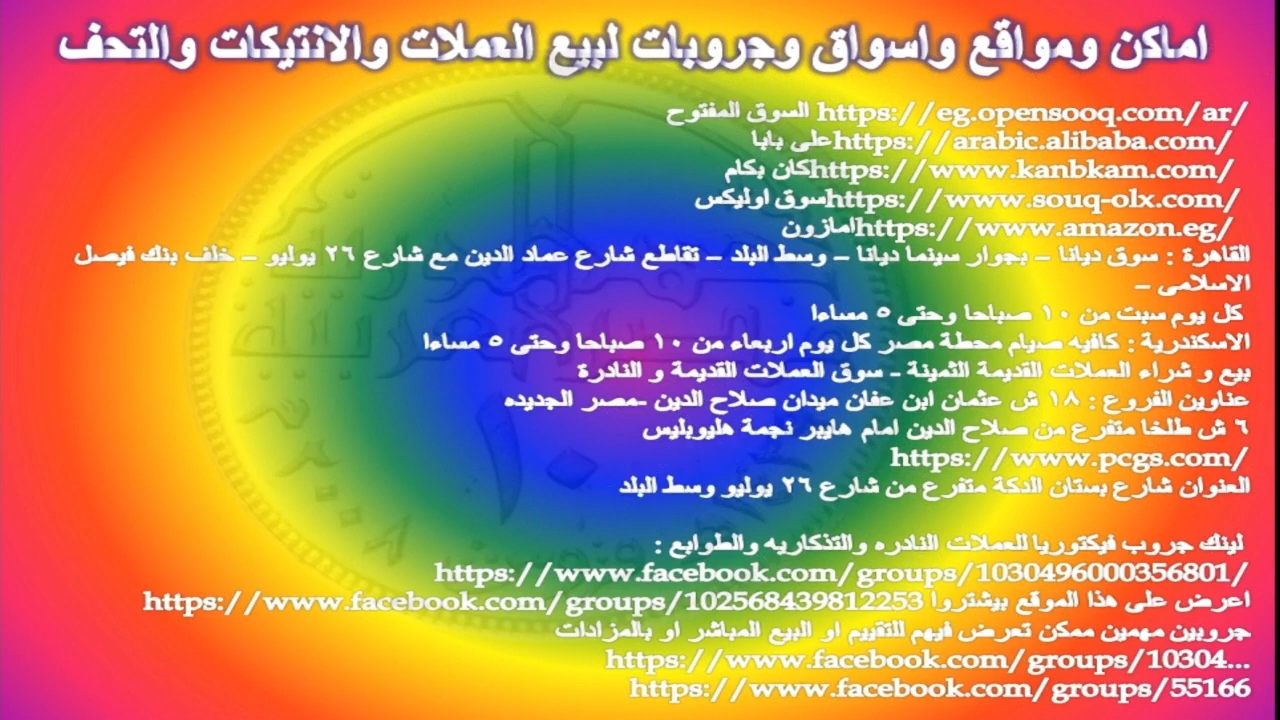 اماكن ومواقع واسواق وجروبات لبيع العملات والانتيكات والتحف
https://eg.opensooq.com/ar/ السوق المفتوح
https://arabic.alibaba.com/على بابا
https://www.kanbkam.com/كان بكام
https://www.souq-olx.com/سوق اوليكس
https://www.amazon.eg/امازون
القاهرة : سوق ديانا – بجوار سينما ديانا – وسط البلد – تقاطع شارع عماد الدين مع شارع ٢٦ يوليو – خلف بنك فيصل
الاسلامى –
كل يوم سبت من ١٠ صباحا وحتى ٥ مساءا
الاسكندرية : كافيه صيام محطة مصر كل يوم اربعاء من ١٠ صباحا وحتى ٥ مساءا
بيع و شراء العملات القديمة الثمينة - سوق العملات القديمة و النادرة
عناوين الفروع : ١٨ ش عثمان ابن عفان ميدان صلاح الدين -مصر الجديده
٦ ش طلخا متفرع من صلاح الدين امام هايبر نجمة هليوبليس
https://www.pcgs.com/
العنوان شارع بستان الدكة متفرع من شارع ٢٦ يوليو وسط البلد
لينك جروب فيكتوريا للعملات النادره والتذكاريه والطوابع :
https://www.facebook.com/groups/1030496000356801/
اعرض على هذا الموقع بيشتروا https://www.facebook.com/groups/102568439812253
جروبين مهمين ممكن تعرض فيهم للتقييم او البيع المباشر او بالمزادات
https://www.facebook.com/groups/10304...
https://www.facebook.com/groups/55166